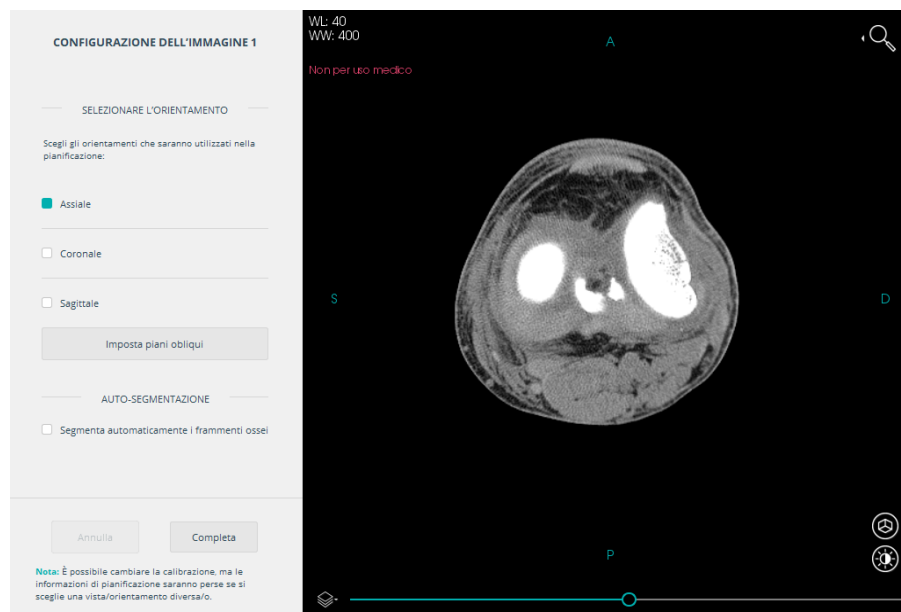 CONFIGURAZIONE DELL'IMMAGINE 1
SELEZIONARE L'ORIENTAMENTO
Scegli gli orientamenti che saranno utilizzati nella
pianificazione:
Assiale
Coronale
Sagittale
Imposta piani obliqui
AUTO-SEGMENTAZIONE
Segmenta automaticamente i frammenti ossei
Annulla
Completa
Nota: È possibile cambiare la calibrazione, ma le
informazioni di pianificazione saranno perse se si
sceglie una vista/orientamento diversa/o.
WL: 40
WW: 400
Non per uso medico
A
S
D
P